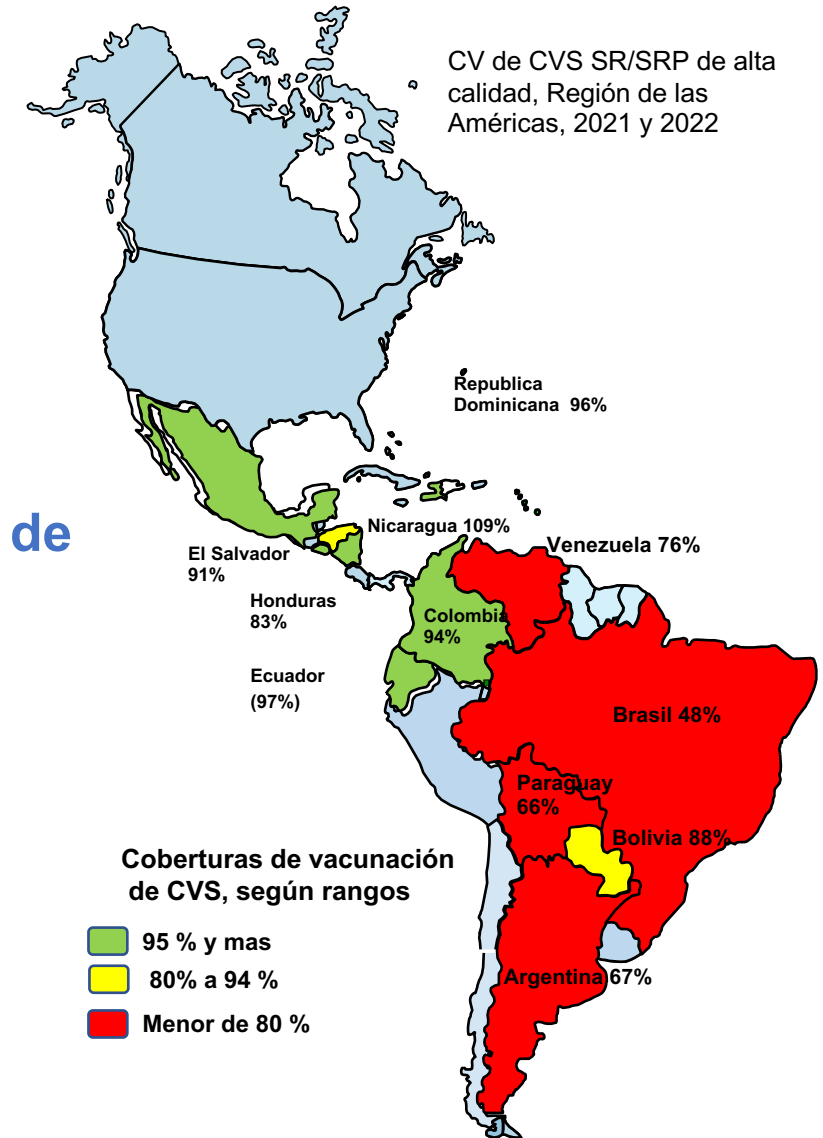 CV de CVS SR/SRP de alta
calidad, Región de las
Américas, 2021 y 2022
Republica
Dominicana 96%
de
Nicaragua 109%
El Salvador
91%
Venezuela 76%
Honduras
83%
Colombia
94%
Ecuador
(97%)
Brasil 48%
Paraguay
66%
Bolivia 88%
Argentina 67%
Coberturas de vacunación
de CVS, según rangos
95 % y mas
80% a 94 %
Menor de 80 %